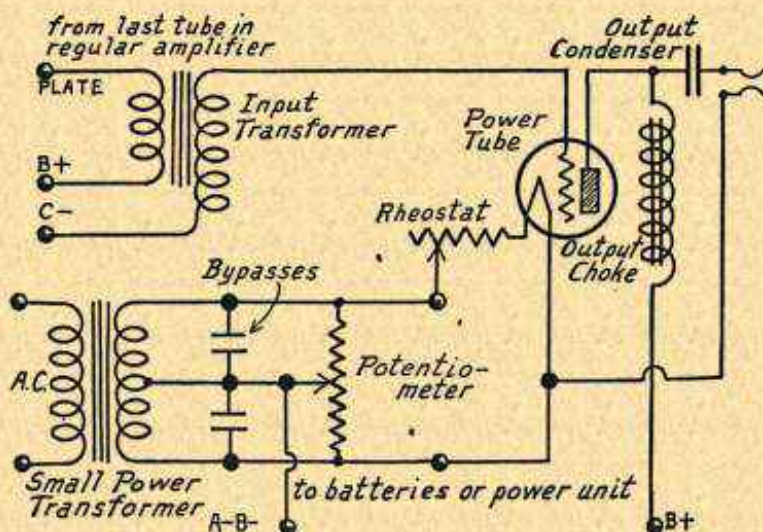 from last tube in
regular amplifier
PLATE
B+
C-
Input
Transformer
Output
Condenser
Power
Tube
Rheostat
Output
Choke
Bypasses
A.C.
Potentio-
meter
Small Power
Transformer
to batteries or power unit
A-B-
B+